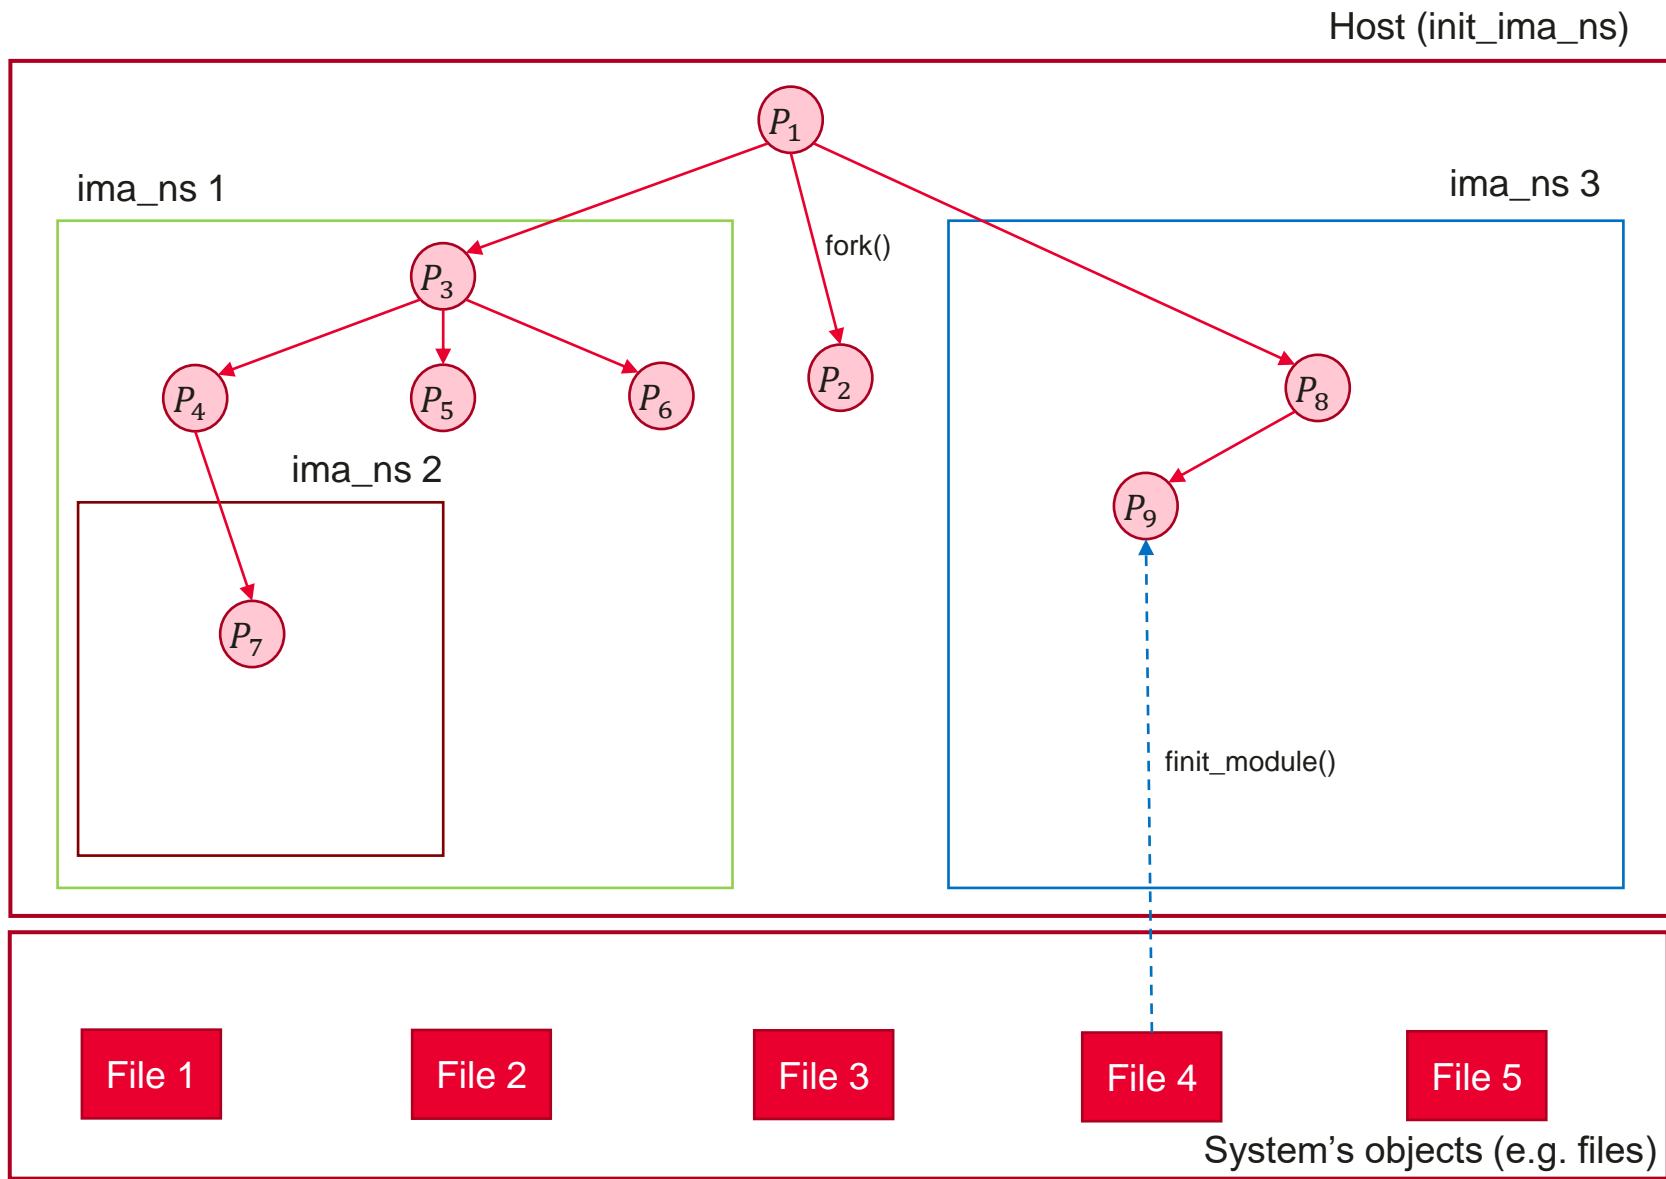 Host (init_ima_ns)
P₁
ima_ns 1
ima_ns 3
fork()
P₃
P₄
P₅
P₆
P₂
P₈
ima_ns 2
P₉
P₇
finit_module()
File 1
File 2
File 3
File 4
File 5
System’s objects (e.g. files)